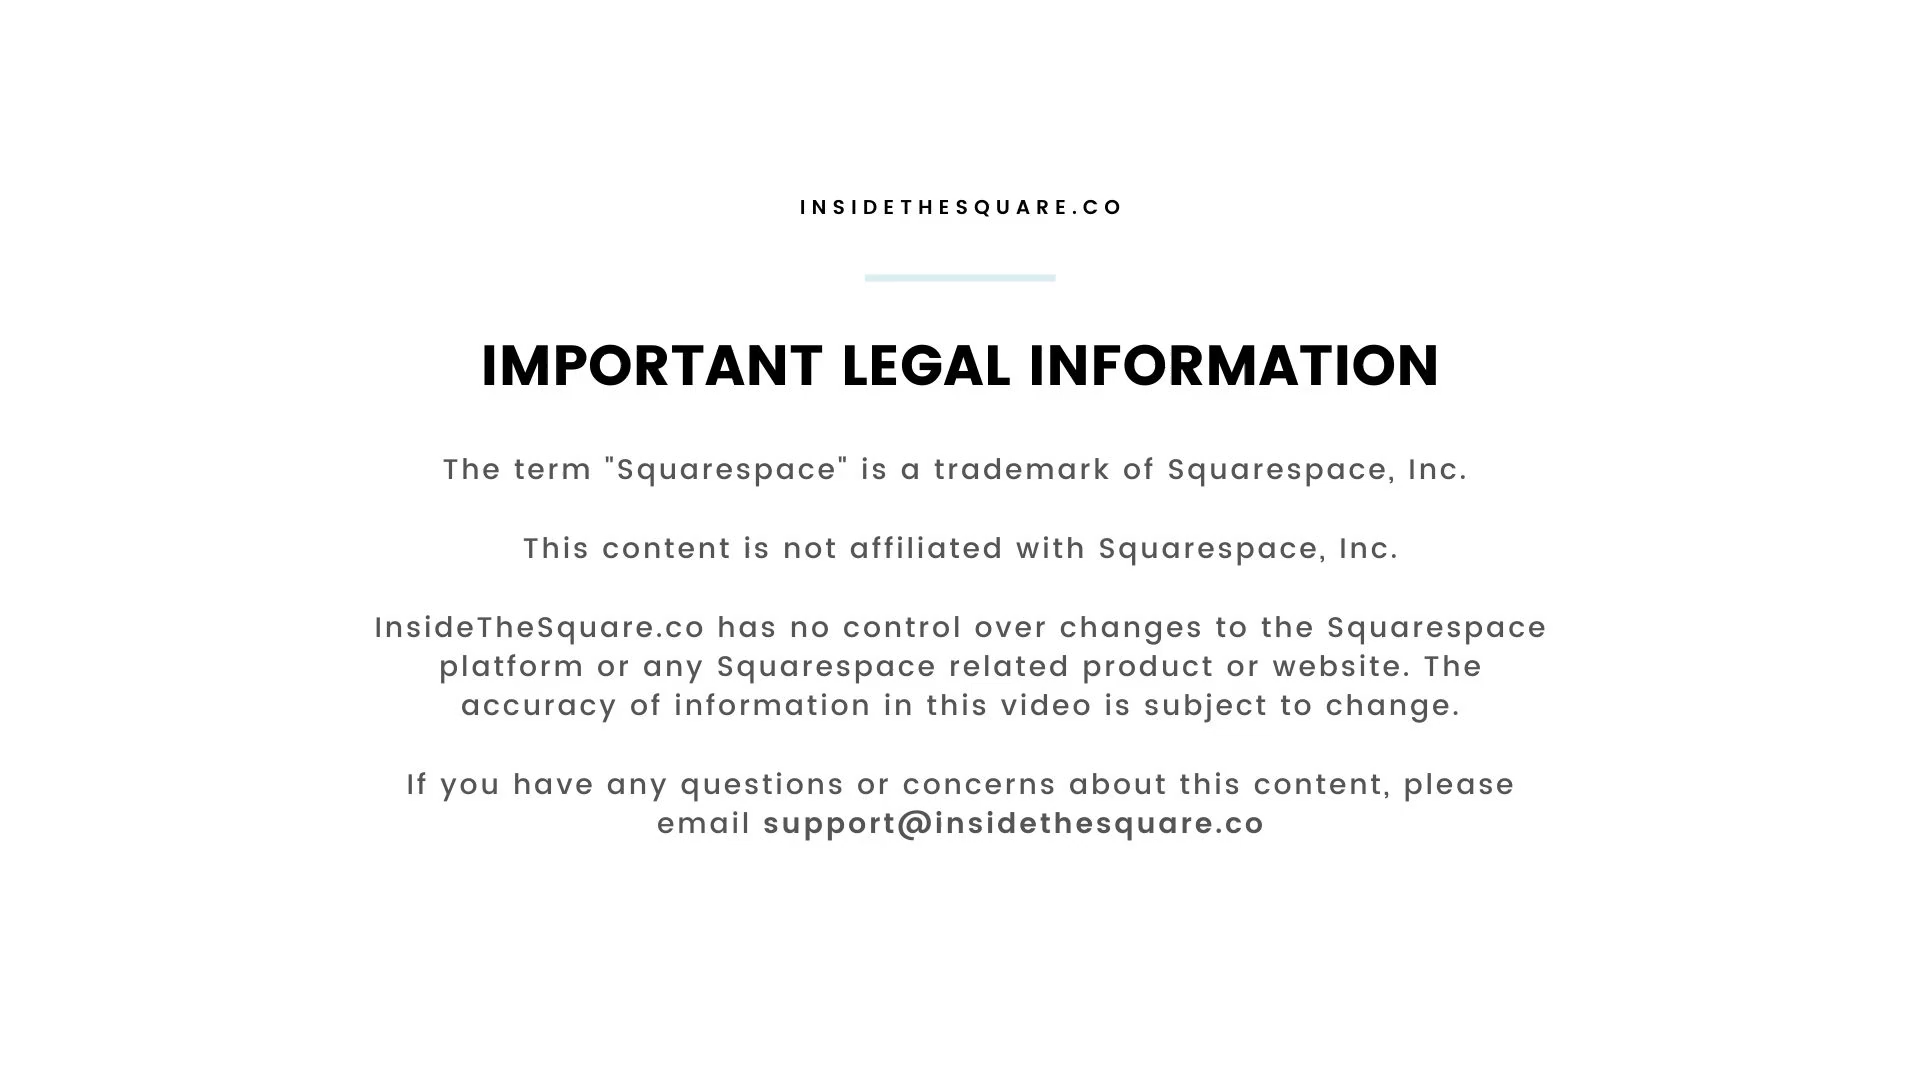 INSIDETHESQUARE.CO
IMPORTANT LEGAL INFORMATION
The term "Squarespace" is a trademark of Squarespace, Inc.
This content is not affiliated with Squarespace, Inc.
InsideTheSquare.co has no control over changes to the Squarespace
platform or any Squarespace related product or website. The
accuracy of information in this video is subject to change.
If you have any questions or concerns about this content, please
email support@insidethesquare.co